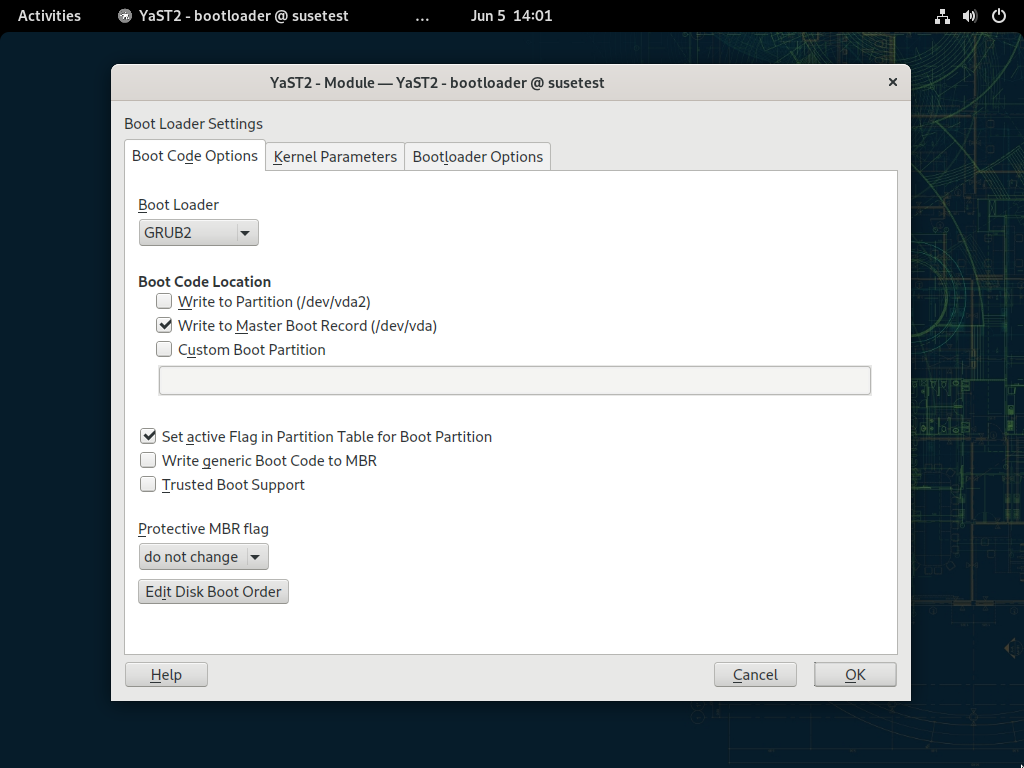 Activities YaST2 - bootloader @ susetest ... Jun 5 14:01
YaST2 - Module — YaST2 - bootloader @ susetest ×
Boot Loader Settings
Boot Code Options Kernel Parameters Bootloader Options
Boot Loader
GRUB2
Boot Code Location
Write to Partition (/dev/vda2)
Write to Master Boot Record (/dev/vda)
Custom Boot Partition
Set active Flag in Partition Table for Boot Partition
Write generic Boot Code to MBR
Trusted Boot Support
Protective MBR flag
do not change
Edit Disk Boot Order
Help Cancel OK